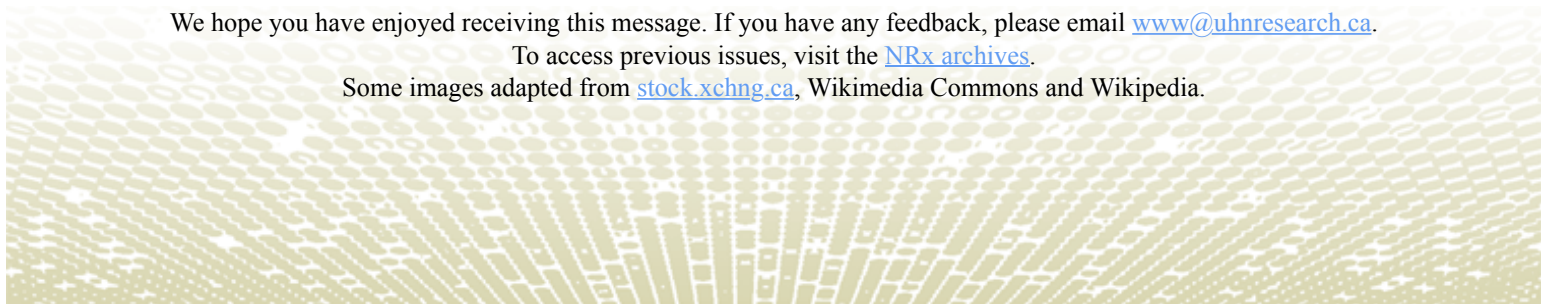 We hope you have enjoyed receiving this message. If you have any feedback, please email www@uhnresearch.ca.
To access previous issues, visit the NRx archives.
Some images adapted from stock.xchng.ca, Wikimedia Commons and Wikipedia.